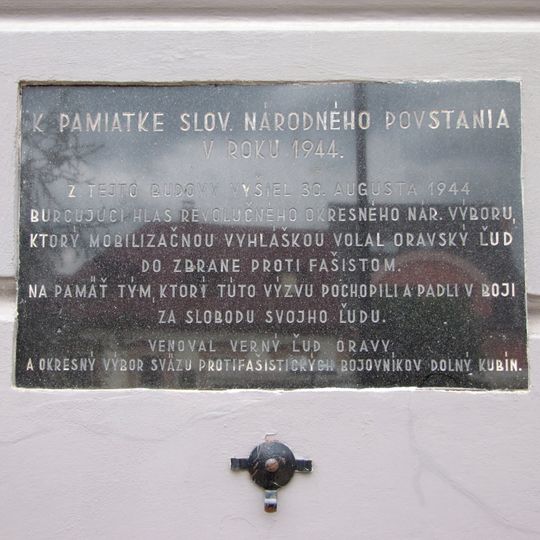 K PAMIATKE SLOV. NÁRODNÉHO POVSTANIA
V ROKU 1944.
Z TEJTO BUDOVY VYŠIEL 30. AUGUSTA 1944
BURCUJÚCI HLAS REVOLUČNÉHO OKRESNÉHO NÁR. VÝBORU,
KTORÝ MOBILIZAČNOU VYHLÁŠKOU VOLAL ORAVSKÝ ĽUD
DO ZBRANE PROTI FAŠISTOM.
NA PAMÄŤ TÝM, KTORÝ TÚTO VÝZVU POCHOPILI A PADLI V BOJI
ZA SLOBODU SVOJHO ĽUDU.
VENOVAL VERNÝ ĽUD ORAVY
A OKRESNÝ VÝBOR SVÄZU PROTIFAŠISTICKÝCH BOJOVNÍKOV DOLNÝ KUBÍN.